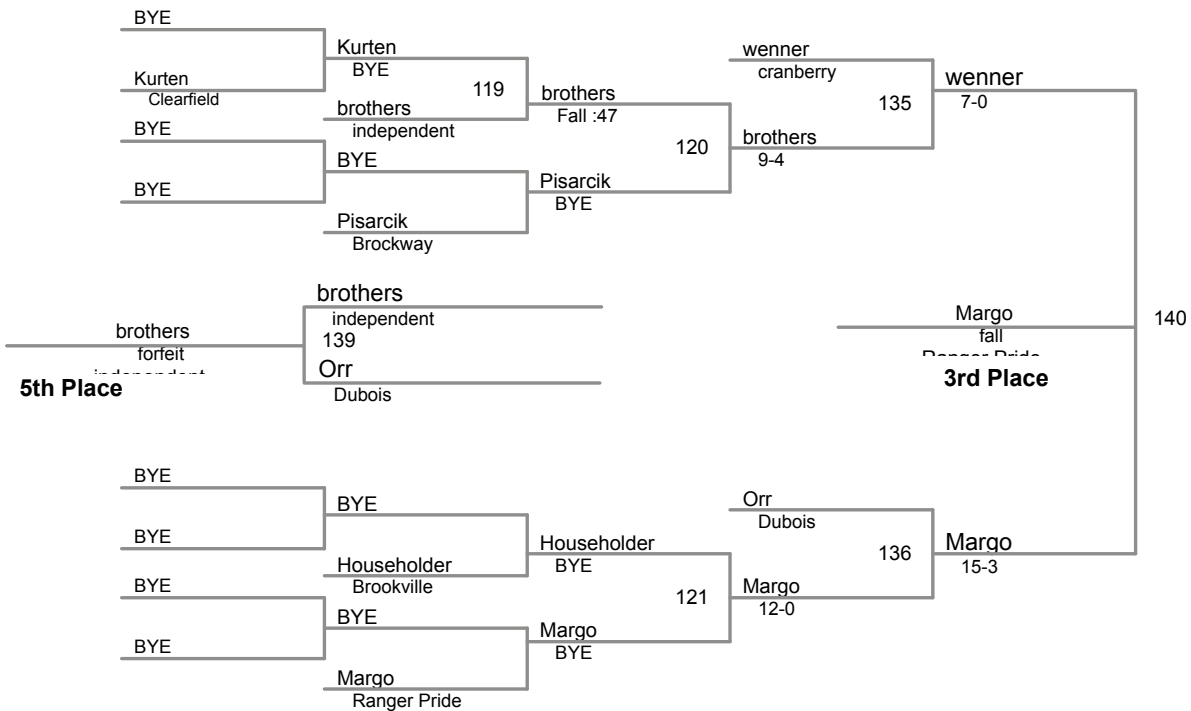 BYE
Kurten
BYE
Kurten
Clearfield
119
brothers
independent
brothers
Fall :47
BYE
BYE
BYE
Pisarcik
Brockway
Pisarcik
BYE
120
wenner
cranberry
brothers
9-4
135
wenner
7-0
brothers
independent
139
Orr
Dubois
brothers
forfeit
independent
5th Place
Margo
fall
Ranger Pride
3rd Place
140
BYE
BYE
BYE
Householder
Brookville
Householder
BYE
BYE
BYE
BYE
Margo
Ranger Pride
Margo
BYE
121
Orr
Dubois
Margo
12-0
136
Margo
15-3